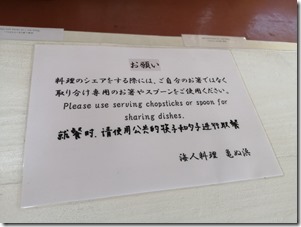 お願い
料理のシェアをする際には、ご自分のお箸ではなく
取り分け専用のお箸やスプーンをご使用ください。
Please use serving chopsticks or spoon for
sharing dishes.
就餐时，请使用公共的筷子和勺子进行取餐
海人料理 亀ぬ浜